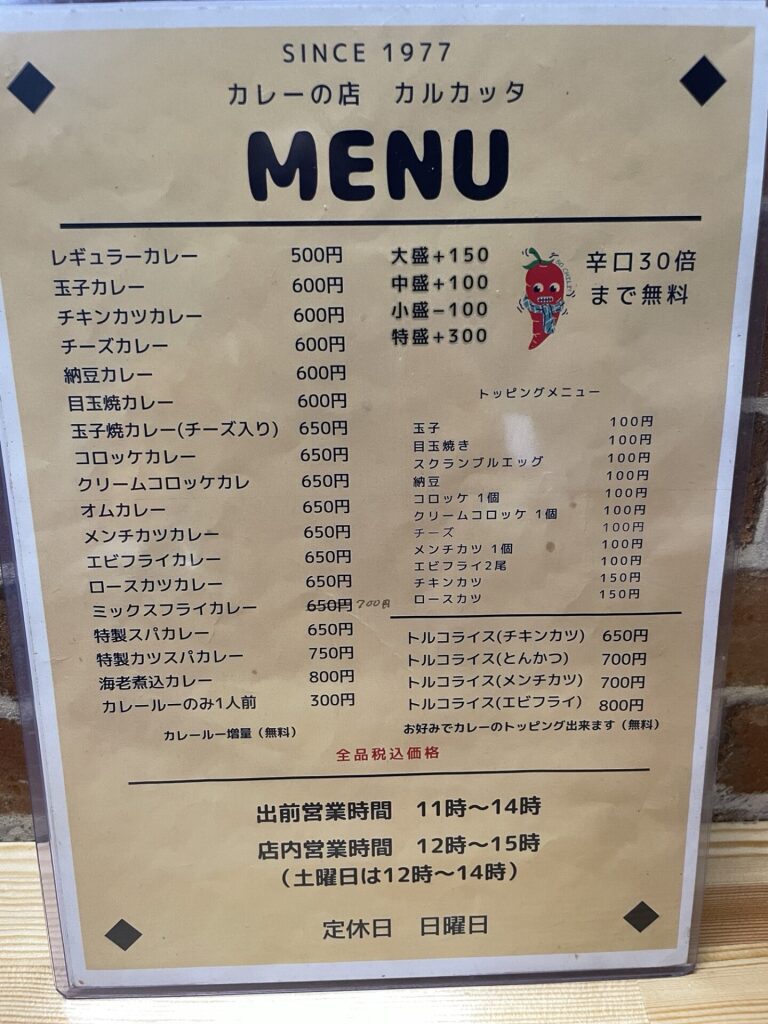 SINCE 1977
カレーの店 カルカッタ
MENU
レギュラーカレー 500円
玉子カレー 600円
チキンカツカレー 600円
チーズカレー 600円
納豆カレー 600円
目玉焼カレー 600円
玉子焼カレー(チーズ入り) 650円
コロッケカレー 650円
クリームコロッケカレ 650円
オムカレー 650円
メンチカツカレー 650円
エビフライカレー 650円
ロースカツカレー 650円
ミックスフライカレー 650円 700円
特製スパカレー 650円
特製カツスパカレー 750円
海老煮込カレー 800円
カレールーのみ1人前 300円
カレールー増量（無料）
大盛+150
中盛+100
小盛−100
特盛+300
辛口30倍
まで無料
トッピングメニュー
玉子 100円
目玉焼き 100円
スクランブルエッグ 100円
納豆 100円
コロッケ 1個 100円
クリームコロッケ 1個 100円
チーズ 100円
メンチカツ 1個 100円
エビフライ2尾 100円
チキンカツ 150円
ロースカツ 150円
トルコライス(チキンカツ) 650円
トルコライス(とんかつ) 700円
トルコライス(メンチカツ) 700円
トルコライス(エビフライ) 800円
お好みでカレーのトッピング出来ます（無料）
全品税込価格
出前営業時間 11時～14時
店内営業時間 12時～15時
（土曜日は12時～14時）
定休日 日曜日